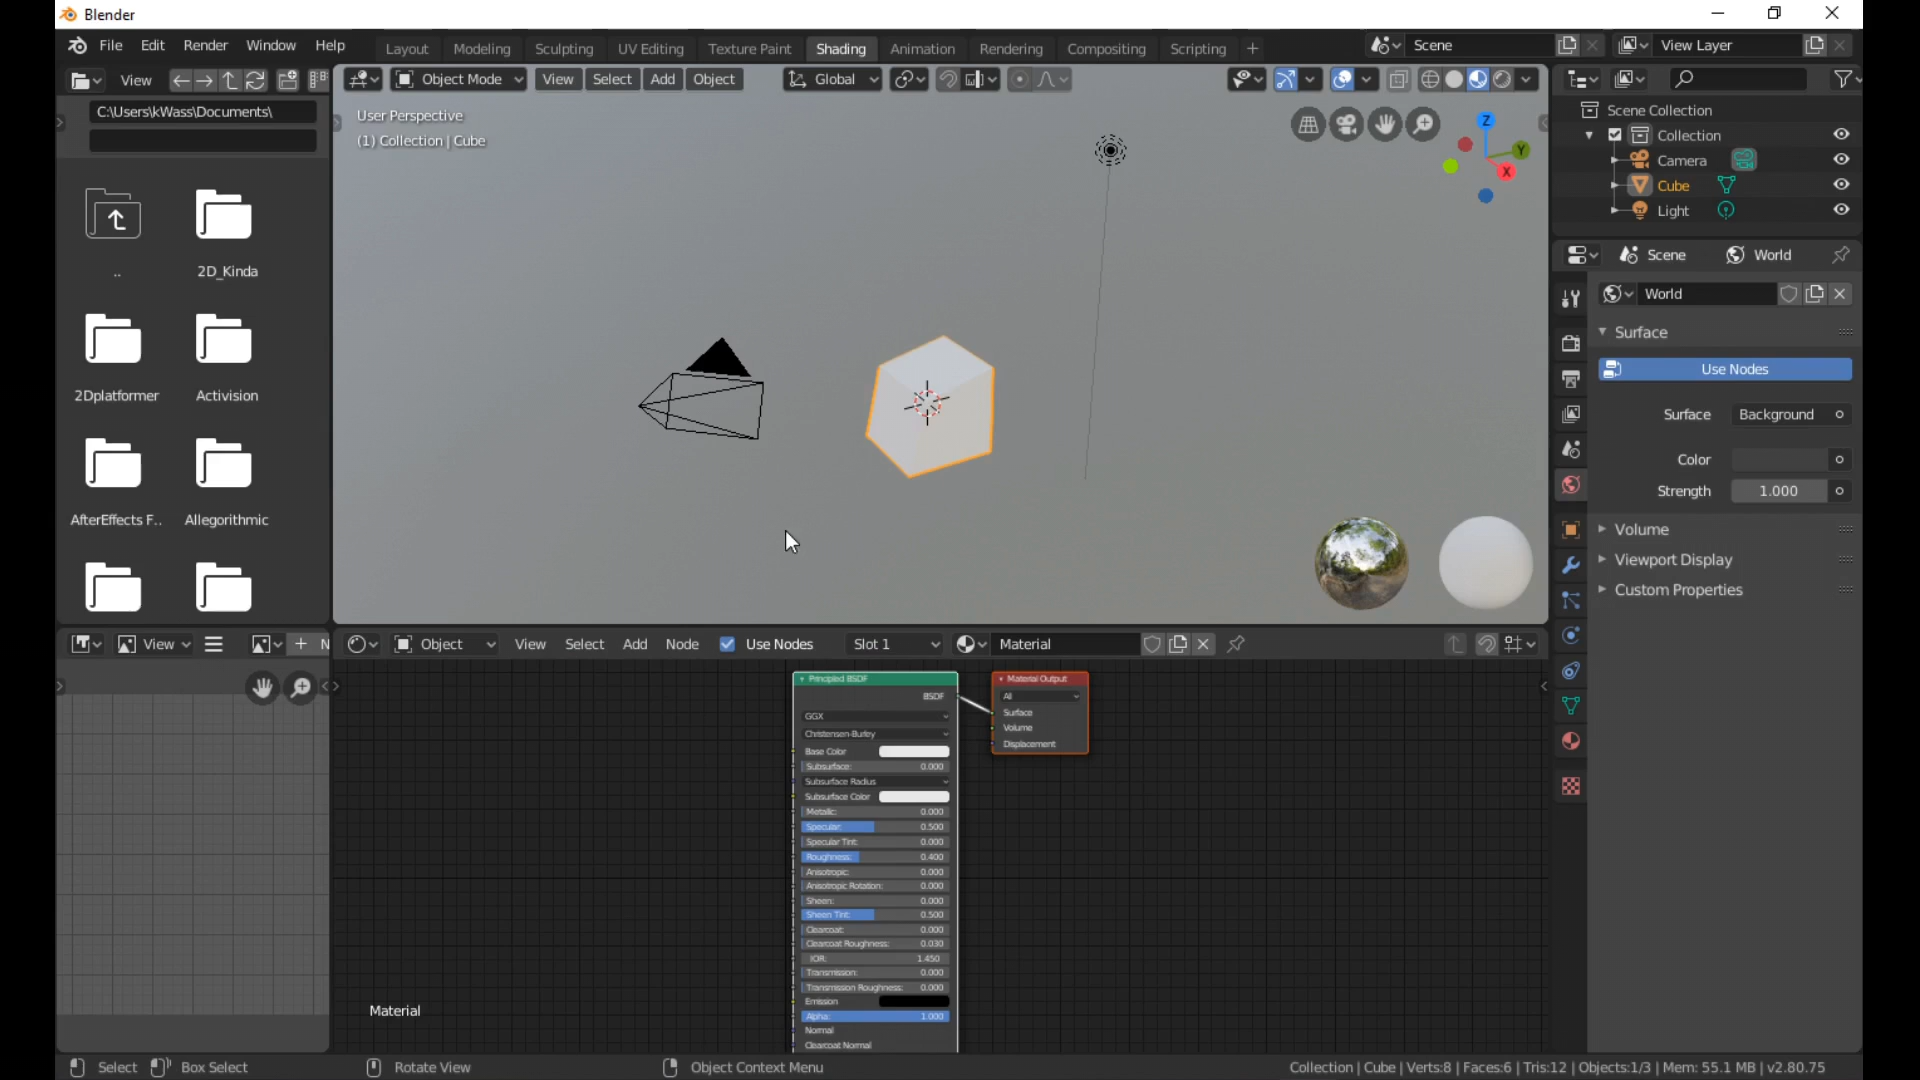 Blender
File Edit Render Window Help
Layout Modeling Sculpting UV Editing Texture Paint Shading Animation Rendering Compositing Scripting +
Scene
View Layer
View
C:\Users\kWass\Documents\
..
2D_Kinda
2Dplatformer
Activision
AfterEffects F..
Allegorithmic
Object Mode View Select Add Object Global
User Perspective
(1) Collection | Cube
Z
Y
X
Scene Collection
Collection
Camera
Cube
Light
Scene World
World
Surface
Use Nodes
Surface Background
Color
Strength 1.000
Volume
Viewport Display
Custom Properties
View + N
Object View Select Add Node Use Nodes Slot 1 Material
Principled BSDF
BSDF
GGX
Christensen-Burley
Base Color
Subsurface: 0.000
Subsurface Radius
Subsurface Color
Metallic: 0.000
Specular: 0.500
Specular Tint: 0.000
Roughness: 0.400
Anisotropic: 0.000
Anisotropic Rotation: 0.000
Sheen: 0.000
Sheen Tint: 0.500
Clearcoat: 0.000
Clearcoat Roughness: 0.030
IOR: 1.450
Transmission: 0.000
Transmission Roughness: 0.000
Emission
Alpha: 1.000
Normal
Clearcoat Normal
Material Output
All
Surface
Volume
Displacement
Material
Select Box Select Rotate View Object Context Menu
Collection | Cube | Verts:8 | Faces:6 | Tris:12 | Objects:1/3 | Mem: 55.1 MB | v2.80.75